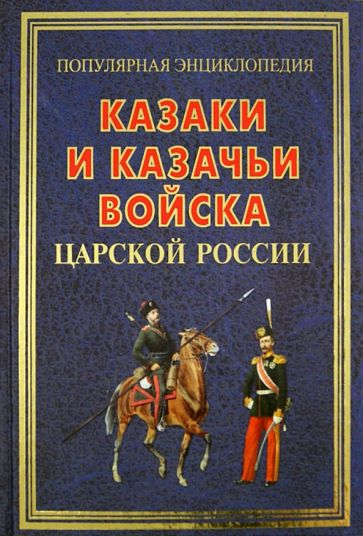 ПОПУЛЯРНАЯ ЭНЦИКЛОПЕДИЯ
КАЗАКИ
И КАЗАЧЬИ
ВОЙСКА
ЦАРСКОЙ РОССИИ